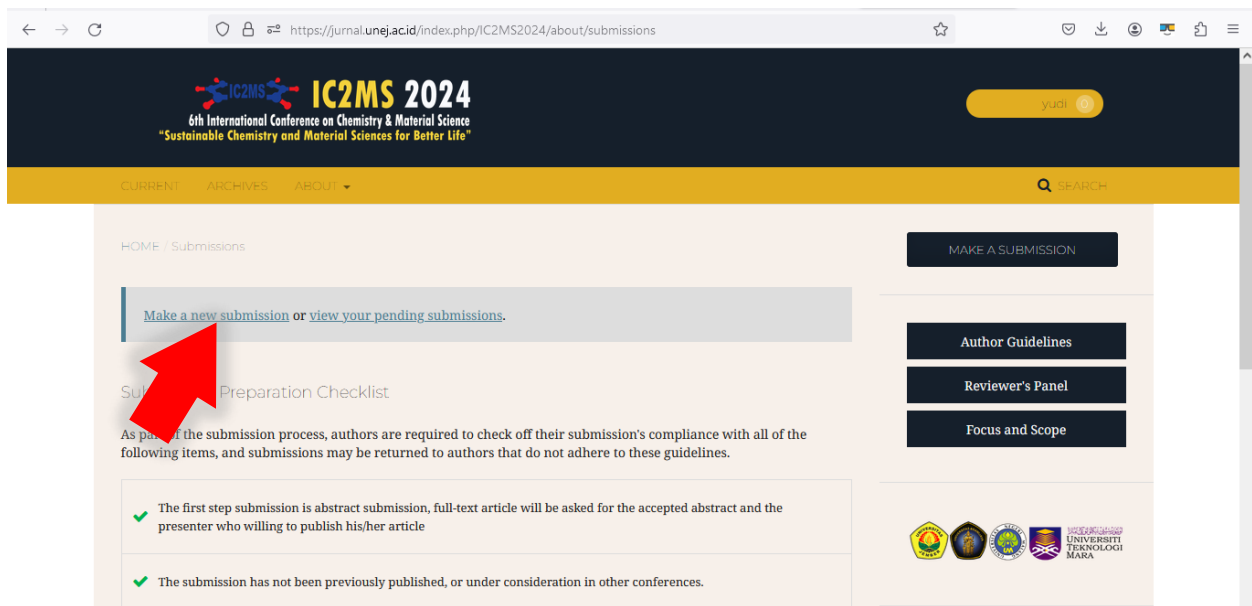 https://jurnal.unej.ac.id/index.php/IC2MS2024/about/submissions
IC2MS
IC2MS 2024
6th International Conference on Chemistry & Material Science
"Sustainable Chemistry and Material Sciences for Better Life"
yudi 0
CURRENT ARCHIVES ABOUT
SEARCH
HOME / Submissions
MAKE A SUBMISSION
Make a new submission or view your pending submissions.
Author Guidelines
Reviewer's Panel
Focus and Scope
Preparation Checklist
As part of the submission process, authors are required to check off their submission's compliance with all of the
following items, and submissions may be returned to authors that do not adhere to these guidelines.
The first step submission is abstract submission, full-text article will be asked for the accepted abstract and the
presenter who willing to publish his/her article
The submission has not been previously published, or under consideration in other conferences.
UNIVERSITI
TEKNOLOGI
MARA